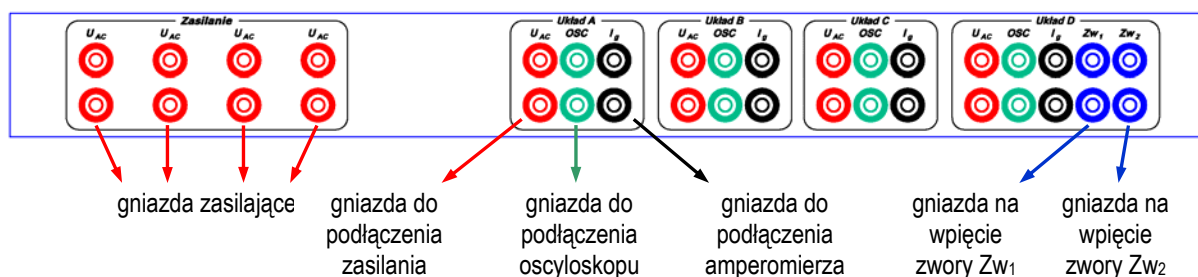 Zasilanie
U AC U AC U AC U AC
Układ A
U AC OSC I g
Układ B
U AC OSC I g
Układ C
U AC OSC I g
Układ D
U AC OSC I g Zw1 Zw2
gniazda zasilające
gniazda do
podłączenia
zasilania
gniazda do
podłączenia
oscyloskopu
gniazda do
podłączenia
amperomierza
gniazda na
wpięcie
zwory Zw1
gniazda na
wpięcie
zwory Zw2